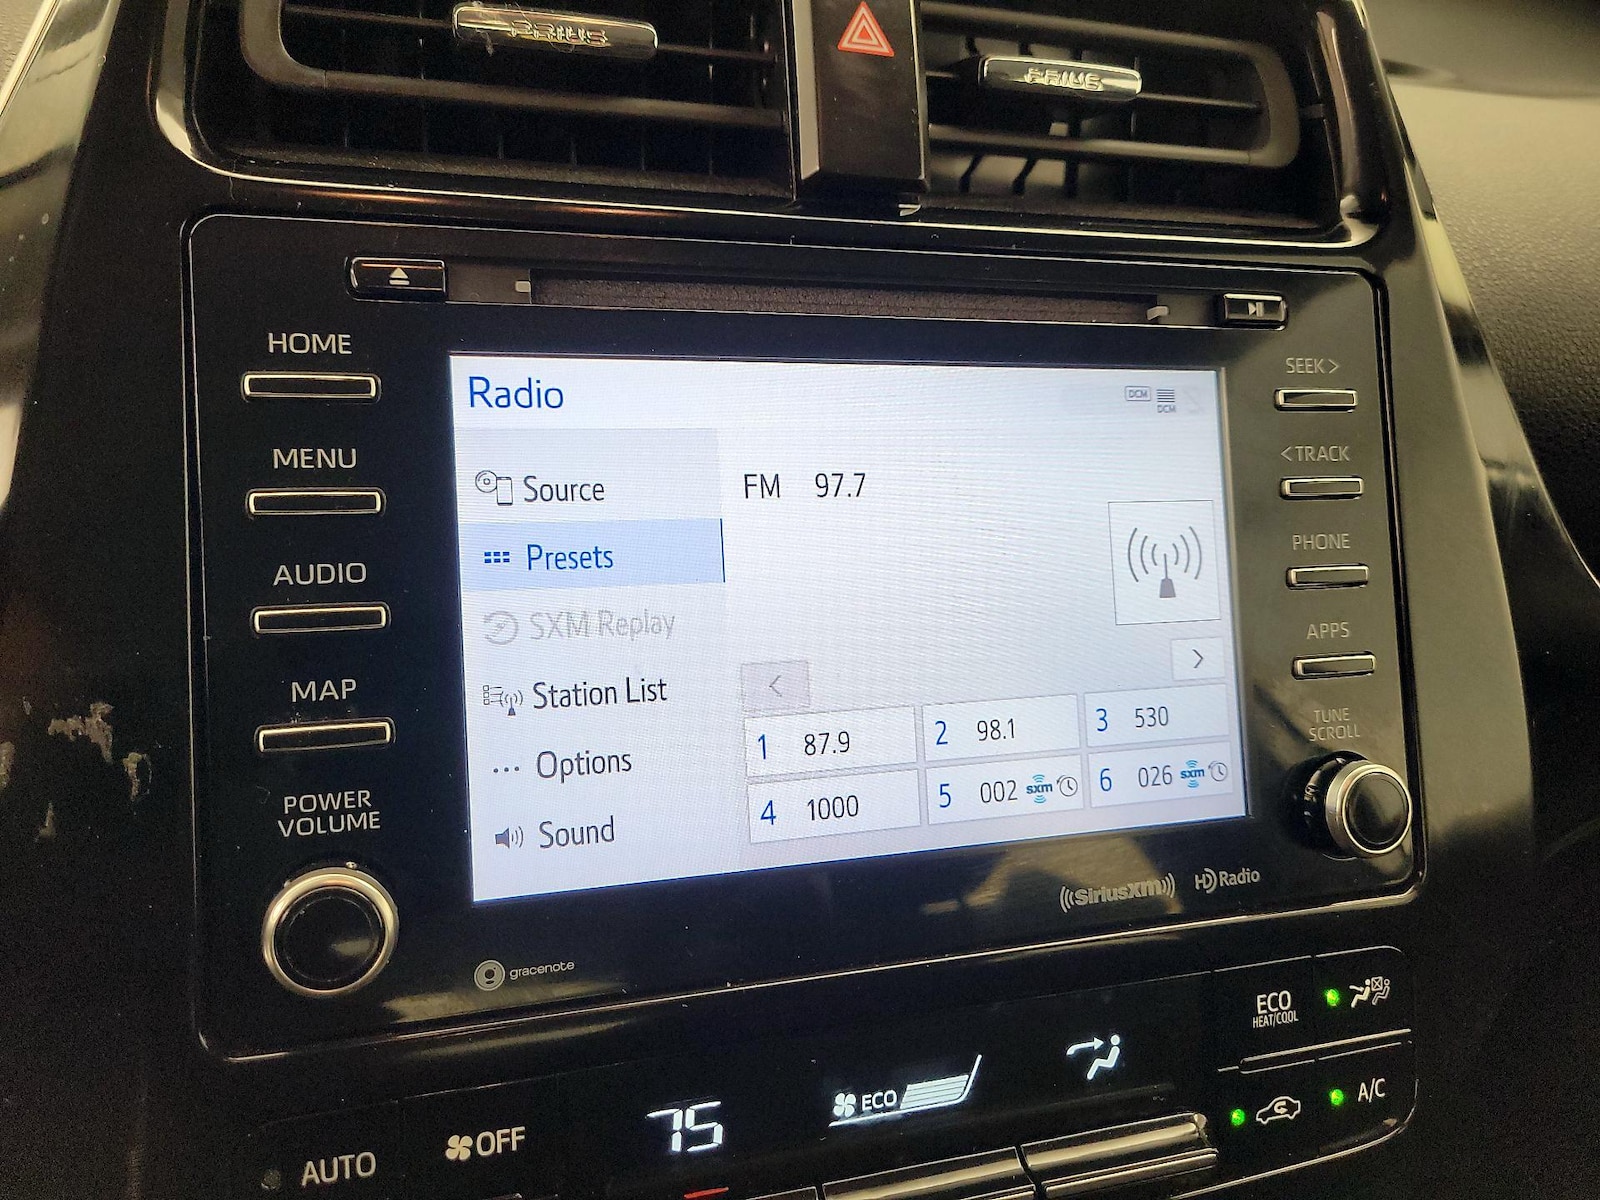 PRIUS
PRIUS
HOME
MENU
AUDIO
MAP
POWER
VOLUME
Radio
DCM
DCM
Source
Presets
SXM Replay
Station List
Options
Sound
FM 97.7
<
>
1 87.9
2 98.1
3 530
4 1000
5 002 sxm
6 026 sxm
SEEK >
< TRACK
PHONE
APPS
TUNE
SCROLL
gracenote
((SiriusXM))
HD Radio
AUTO
OFF
75
ECO
ECO
HEAT/COOL
A/C